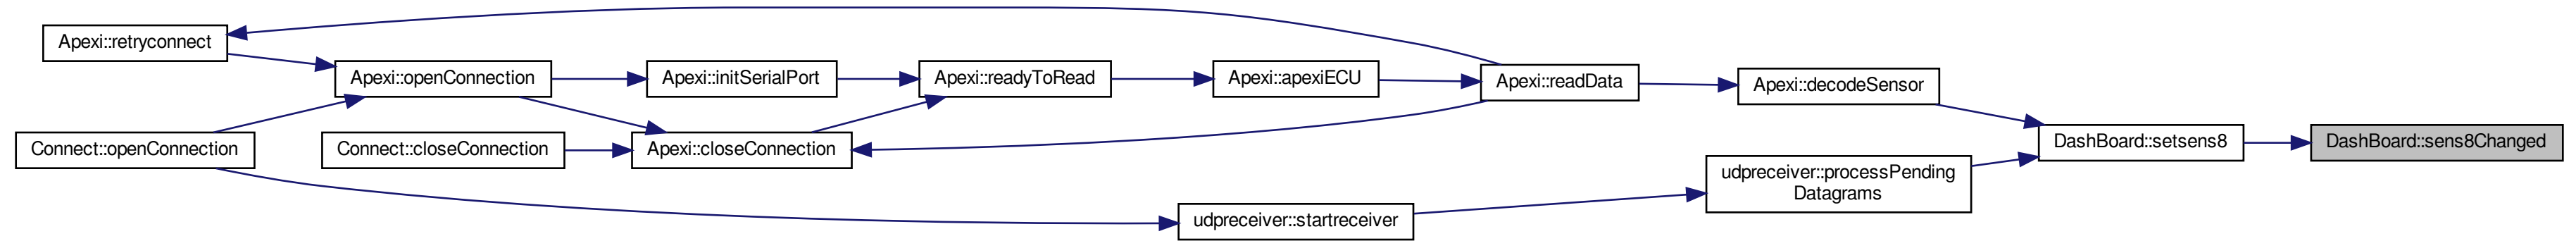 Apexi::retryconnect
Apexi::openConnection
Apexi::initSerialPort
Apexi::readyToRead
Apexi::apexiECU
Apexi::readData
Apexi::decodeSensor
Connect::openConnection
Connect::closeConnection
Apexi::closeConnection
DashBoard::setsens8
DashBoard::sens8Changed
udpreceiver::processPending
Datagrams
udpreceiver::startreceiver